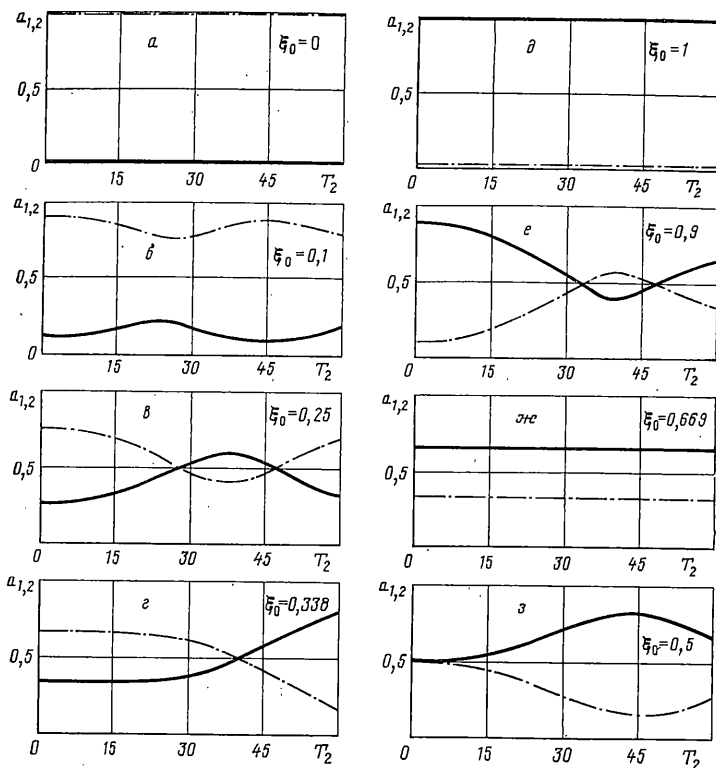 a₁,₂ а ξ₀=0
0,5
0
15 30 45 T₂
a₁,₂ д ξ₀=1
0,5
0 15 30 45 T₂
a₁,₂ б ξ₀=0,1
0,5
0
15 30 45 T₂
a₁,₂ е ξ₀=0,9
0,5
0 15 30 45 T₂
a₁,₂ в ξ₀=0,25
0,5
0 15 30 45 T₂
a₁,₂ ж ξ₀=0,669
0,5
0 15 30 45 T₂
a₁,₂ г ξ₀=0,338
0,5
0 15 30 45 T₂
a₁,₂ з ξ₀=0,5
0,5
0 15 30 45 T₂